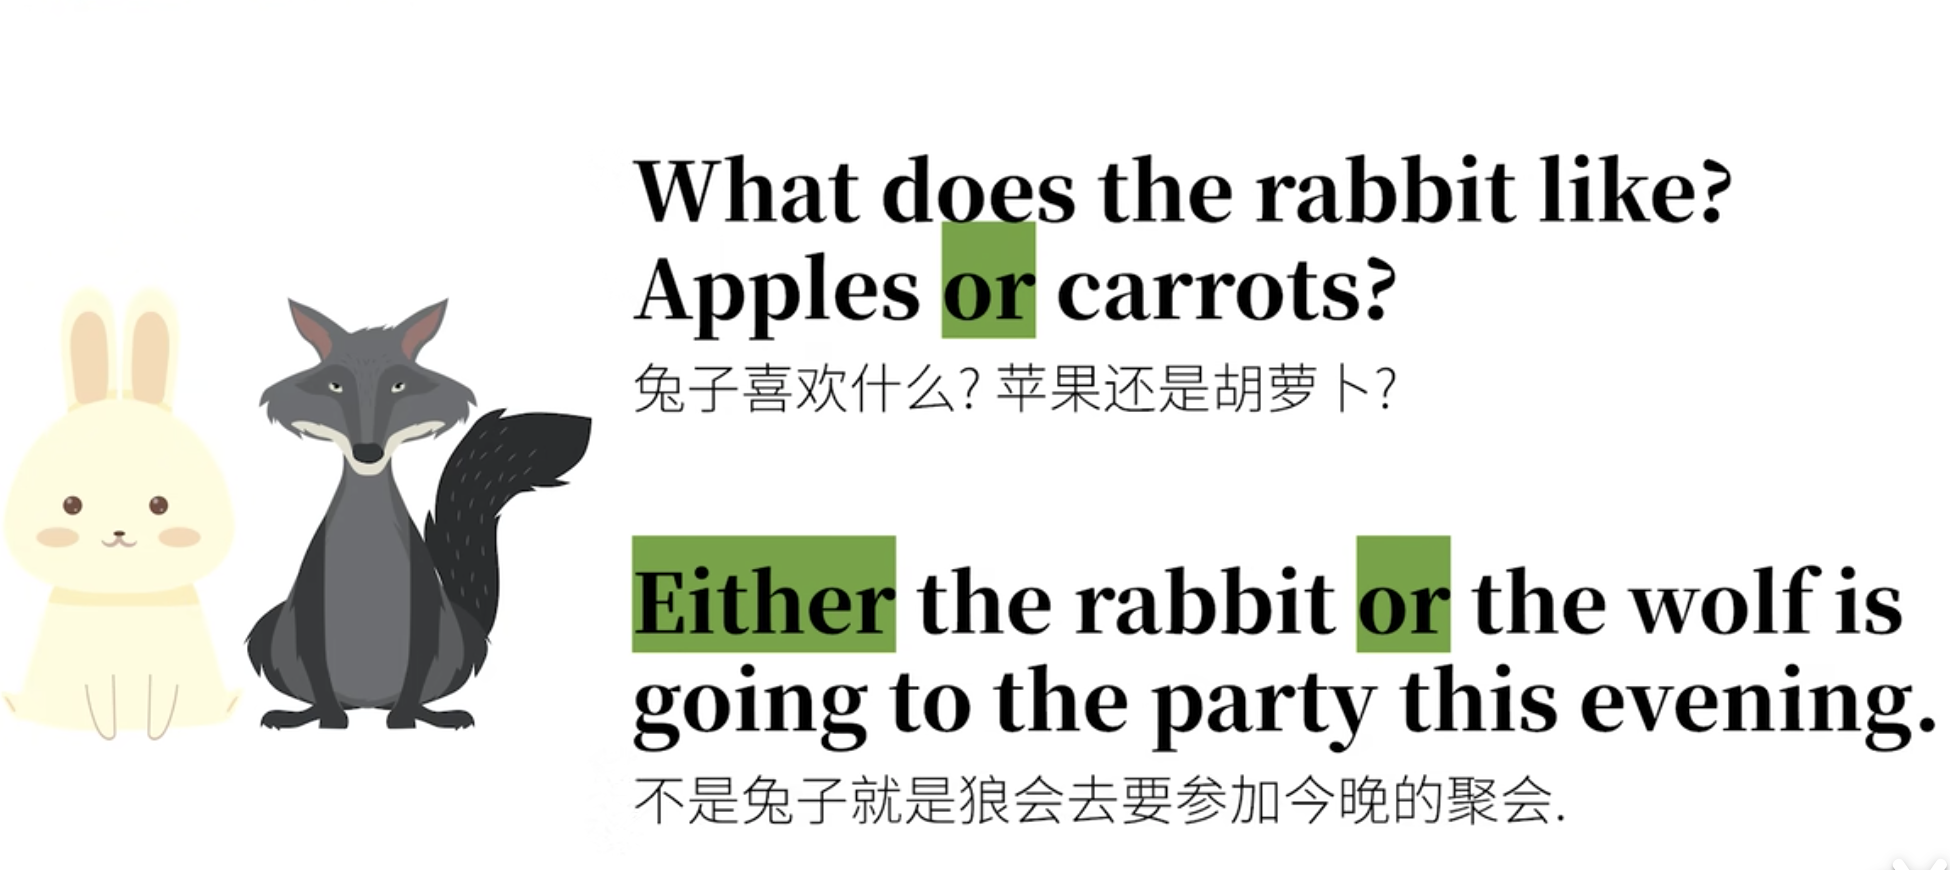 What does the rabbit like?
Apples or carrots?
兔子喜欢什么? 苹果还是胡萝卜?
Either the rabbit or the wolf is
going to the party this evening.
不是兔子就是狼会去要参加今晚的聚会.